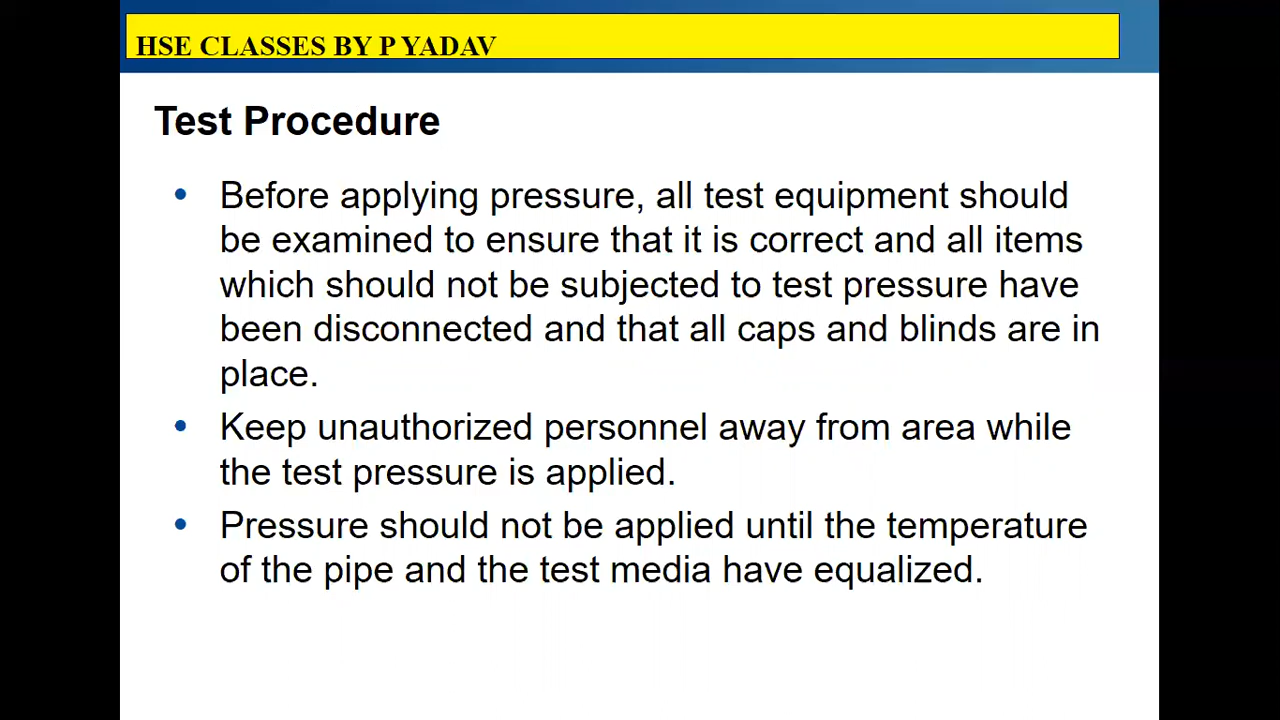 HSE CLASSES BY P YADAV
Test Procedure
• Before applying pressure, all test equipment should
be examined to ensure that it is correct and all items
which should not be subjected to test pressure have
been disconnected and that all caps and blinds are in
place.
• Keep unauthorized personnel away from area while
the test pressure is applied.
• Pressure should not be applied until the temperature
of the pipe and the test media have equalized.